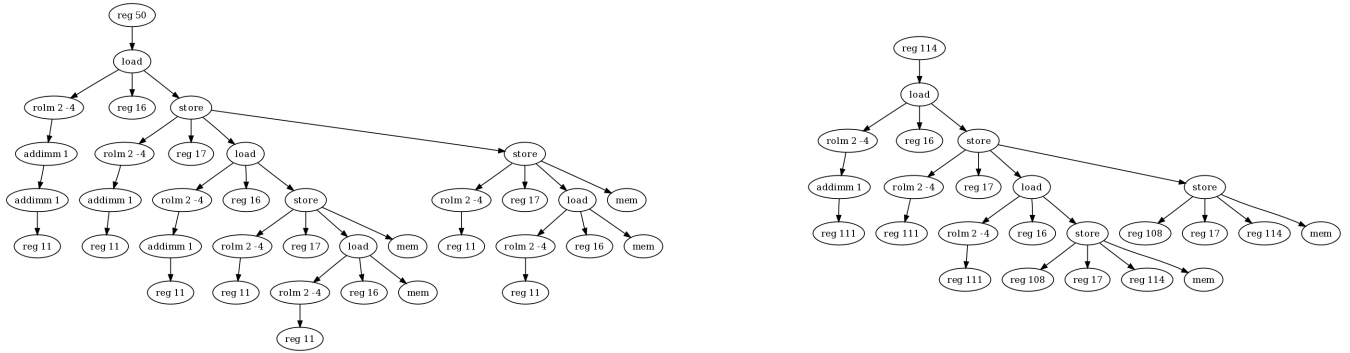 reg 50
load
rolm 2 -4
reg 16
store
addimm 1
rolm 2 -4
reg 17
load
store
addimm 1
addimm 1
rolm 2 -4
reg 16
store
rolm 2 -4
reg 17
load
mem
reg 11
reg 11
addimm 1
rolm 2 -4
reg 17
load
mem
reg 11
rolm 2 -4
reg 16
mem
reg 11
reg 11
rolm 2 -4
reg 16
mem
reg 11
reg 11
reg 114
load
rolm 2 -4
reg 16
store
addimm 1
rolm 2 -4
reg 17
load
store
reg 111
reg 111
rolm 2 -4
reg 16
store
reg 108
reg 17
reg 114
mem
reg 111
reg 108
reg 17
reg 114
mem